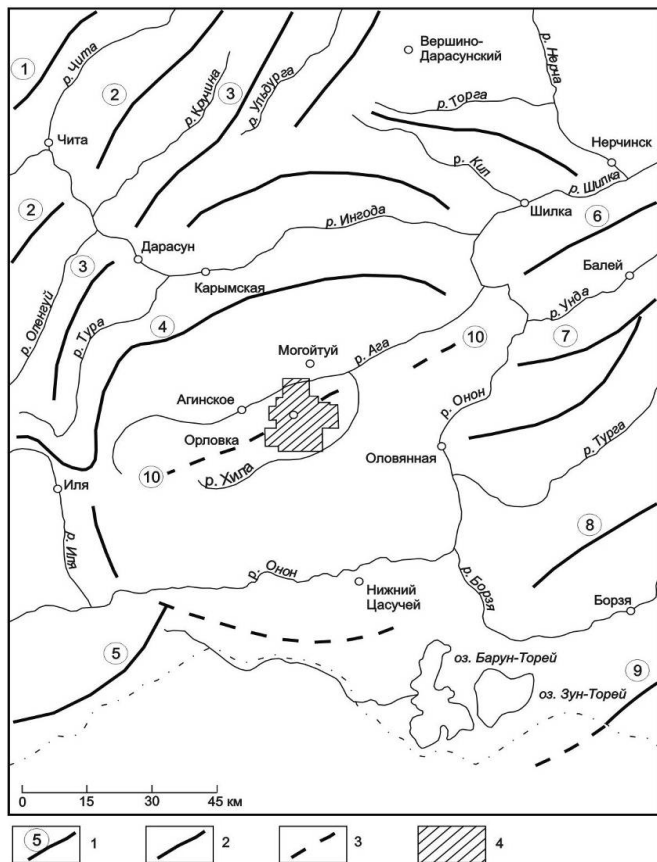 Вершино-
Дарасунский
р. Нерча
1
р. Чита
2
р. Кручина
3
р. Ульдурга
р. Торга
Чита
р. Кил
Нерчинск
р. Шилка
Шилка
2
р. Ингода
6
Дарасун
3
Карымская
Балей
р. Оленгуй
р. Тура
4
р. Унда
7
Могойтуй
р. Ага
10
Агинское
р. Онон
Орловка
Оловянная
р. Турга
10
р. Хила
Иля
р. Иля
8
р. Онон
Нижний
Цасучей
р. Борзя
Борзя
5
оз. Барун-Торей
9
оз. Зун-Торей
0 15 30 45 км
5 1 2 3 4